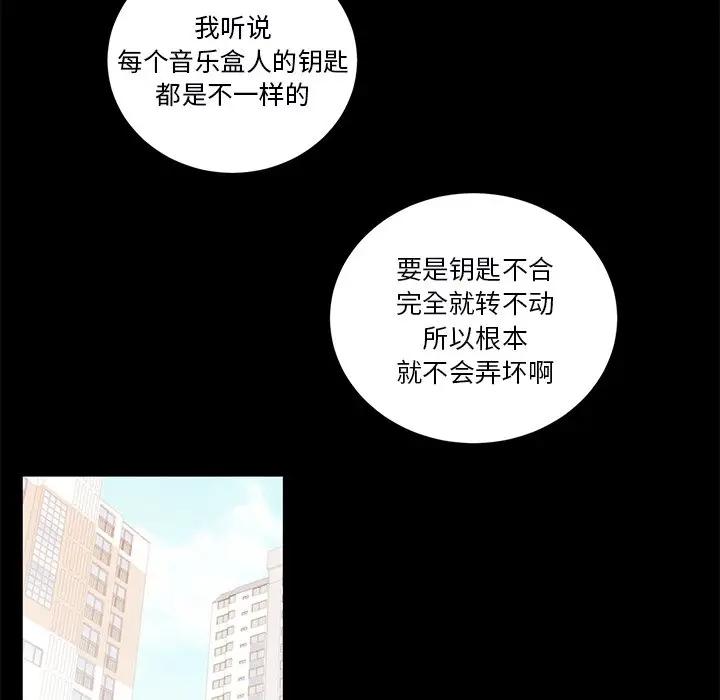 我听说
每个音乐盒人的钥匙
都是不一样的
要是钥匙不合
完全就转不动
所以根本
就不会弄坏啊